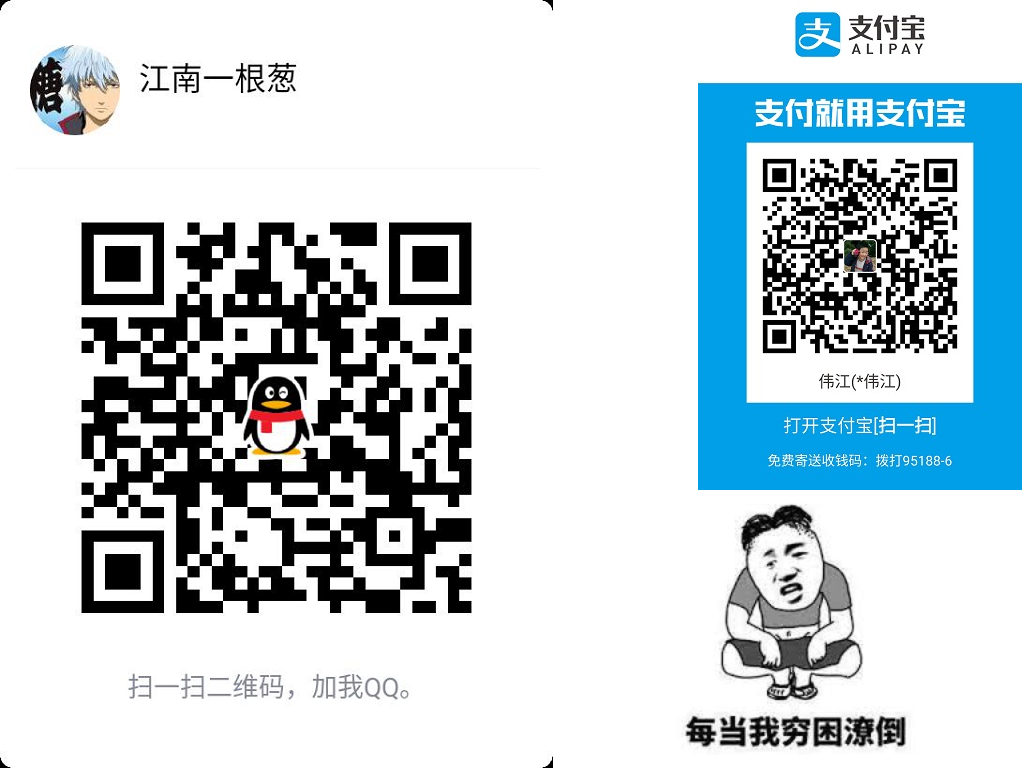 唐
江南一根葱
扫一扫二维码，加我QQ。
支
支付宝
ALIPAY
支付就用支付宝
伟江(*伟江)
打开支付宝[扫一扫]
免费寄送收钱码：拨打95188-6
每当我穷困潦倒